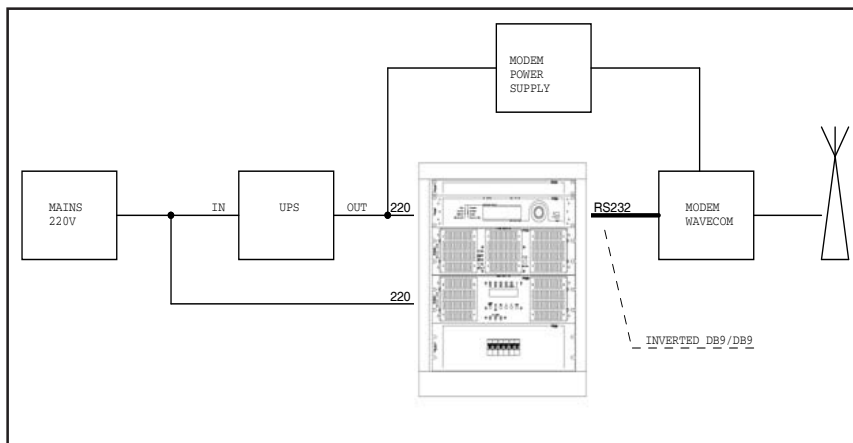 MODEM
POWER
SUPPLY
MAINS
220V
IN
UPS
OUT
220
RS232
MODEM
WAVECOM
220
INVERTED DB9/DB9